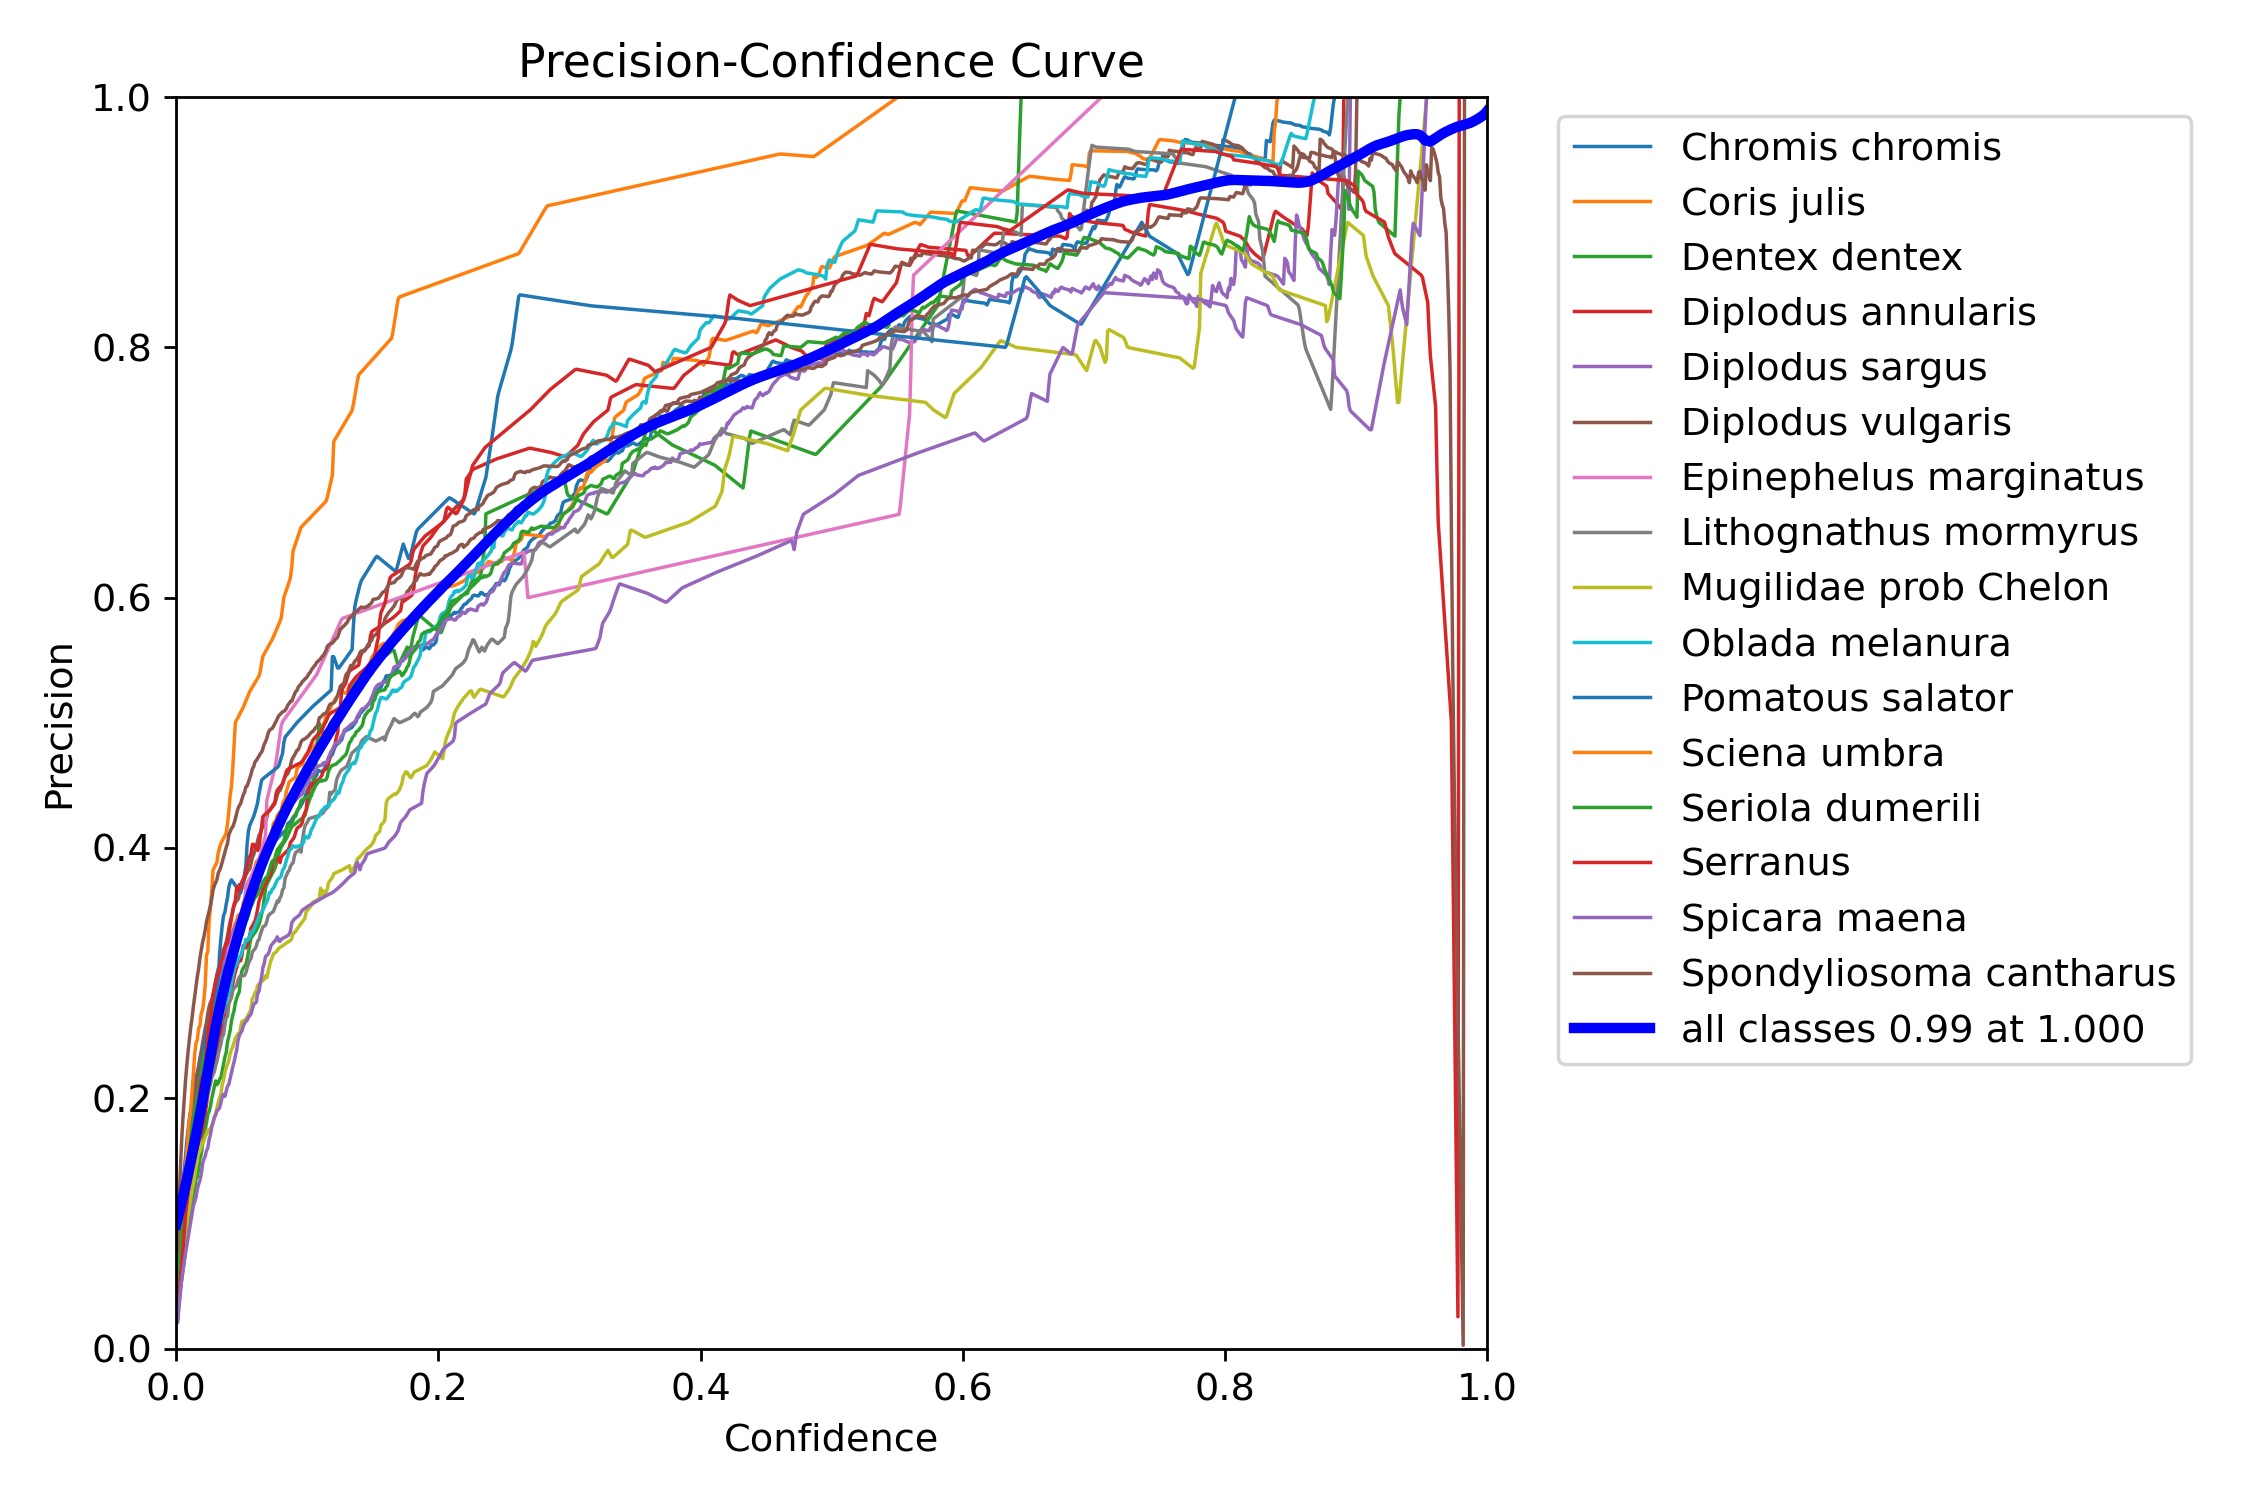 Precision-Confidence Curve
1.0
0.8
0.6
0.4
0.2
0.0
Precision
0.0 0.2 0.4 0.6 0.8 1.0
Confidence
Chromis chromis
Coris julis
Dentex dentex
Diplodus annularis
Diplodus sargus
Diplodus vulgaris
Epinephelus marginatus
Lithognathus mormyrus
Mugilidae prob Chelon
Oblada melanura
Pomatous salator
Sciena umbra
Seriola dumerili
Serranus
Spicara maena
Spondyliosoma cantharus
all classes 0.99 at 1.000